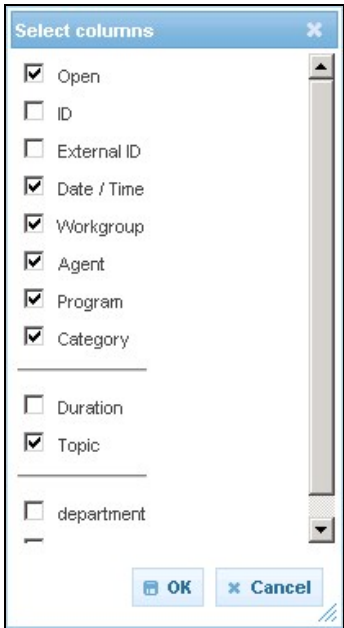 Select columns
Open
ID
External ID
Date / Time
Workgroup
Agent
Program
Category
Duration
Topic
department
OK Cancel